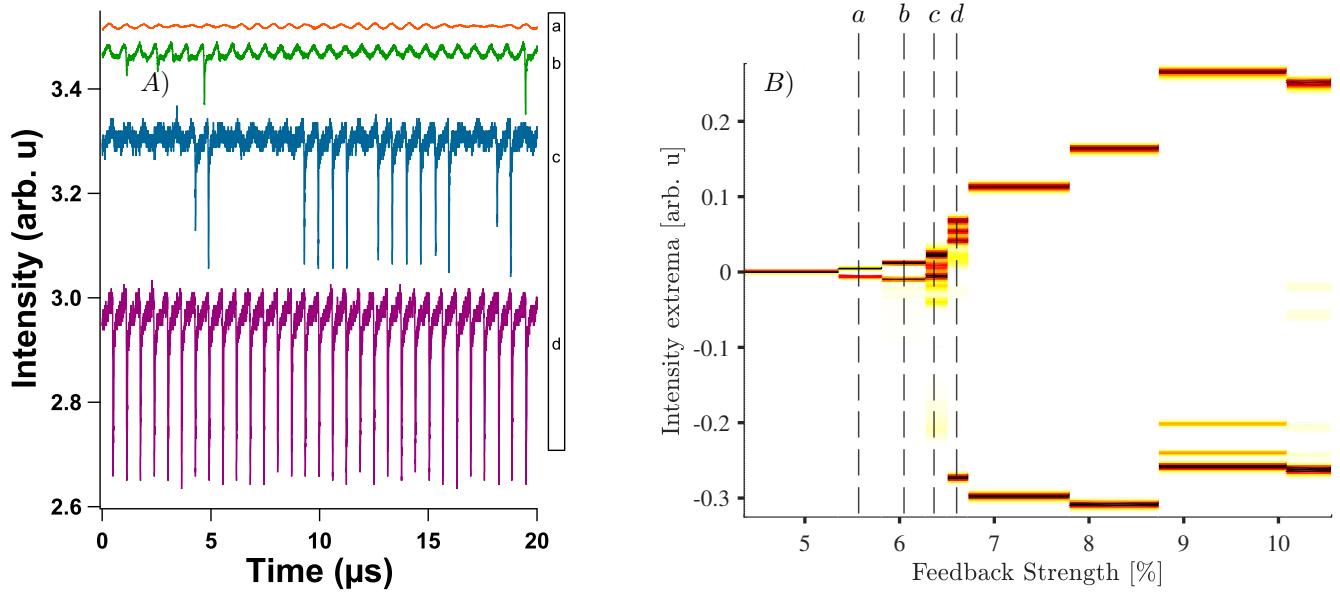 A)
Intensity (arb. u)
3.4
3.2
3.0
2.8
2.6
0 5 10 15 20
Time (µs)
a
b
c
d
a b c d
B)
Intensity extrema [arb. u]
0.2
0.1
0
-0.1
-0.2
-0.3
5 6 7 8 9 10
Feedback Strength [%]